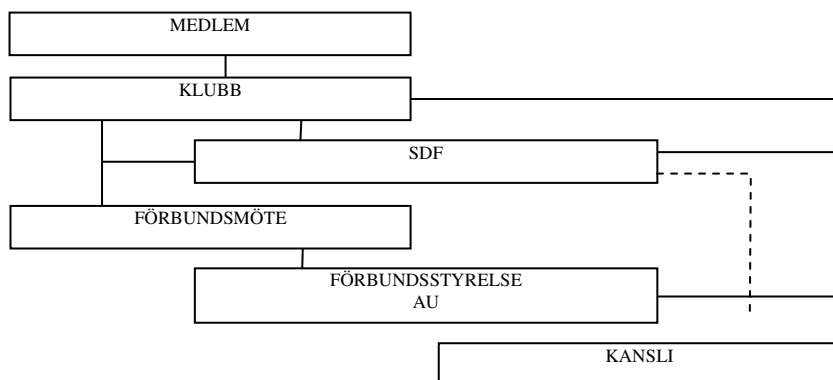 MEDLEM
KLUBB
SDF
FÖRBUNDSMÖTE
FÖRBUNDSSTYRELSE
AU
KANSLI